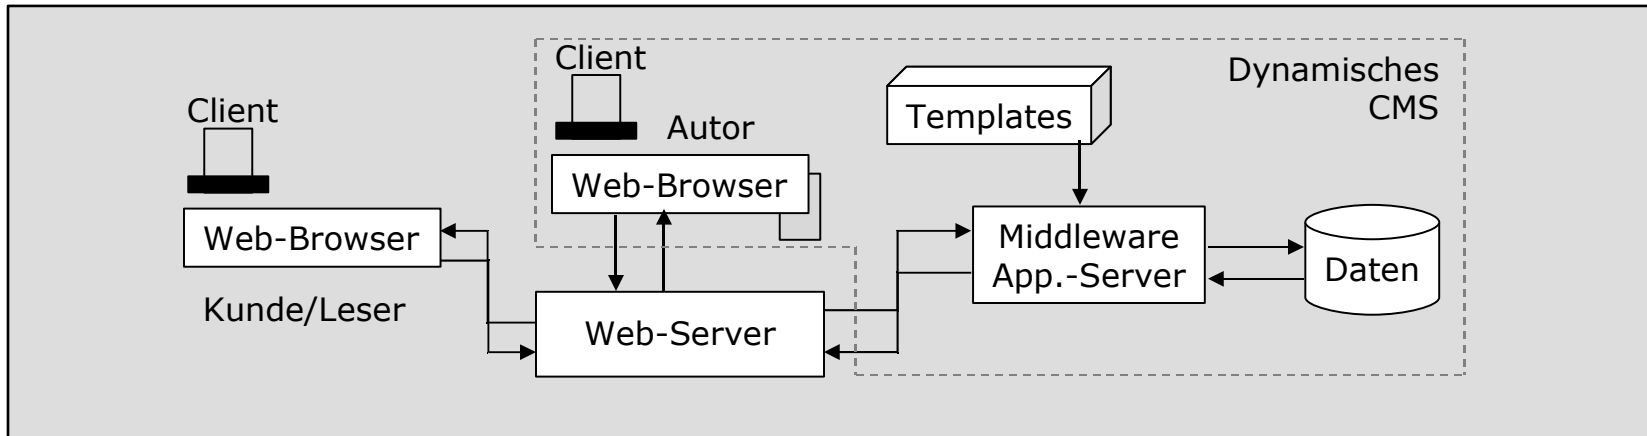 Client
Dynamisches
CMS
Client
Templates
Autor
Web-Browser
Web-Browser
Middleware
App.-Server
Daten
Kunde/Leser
Web-Server